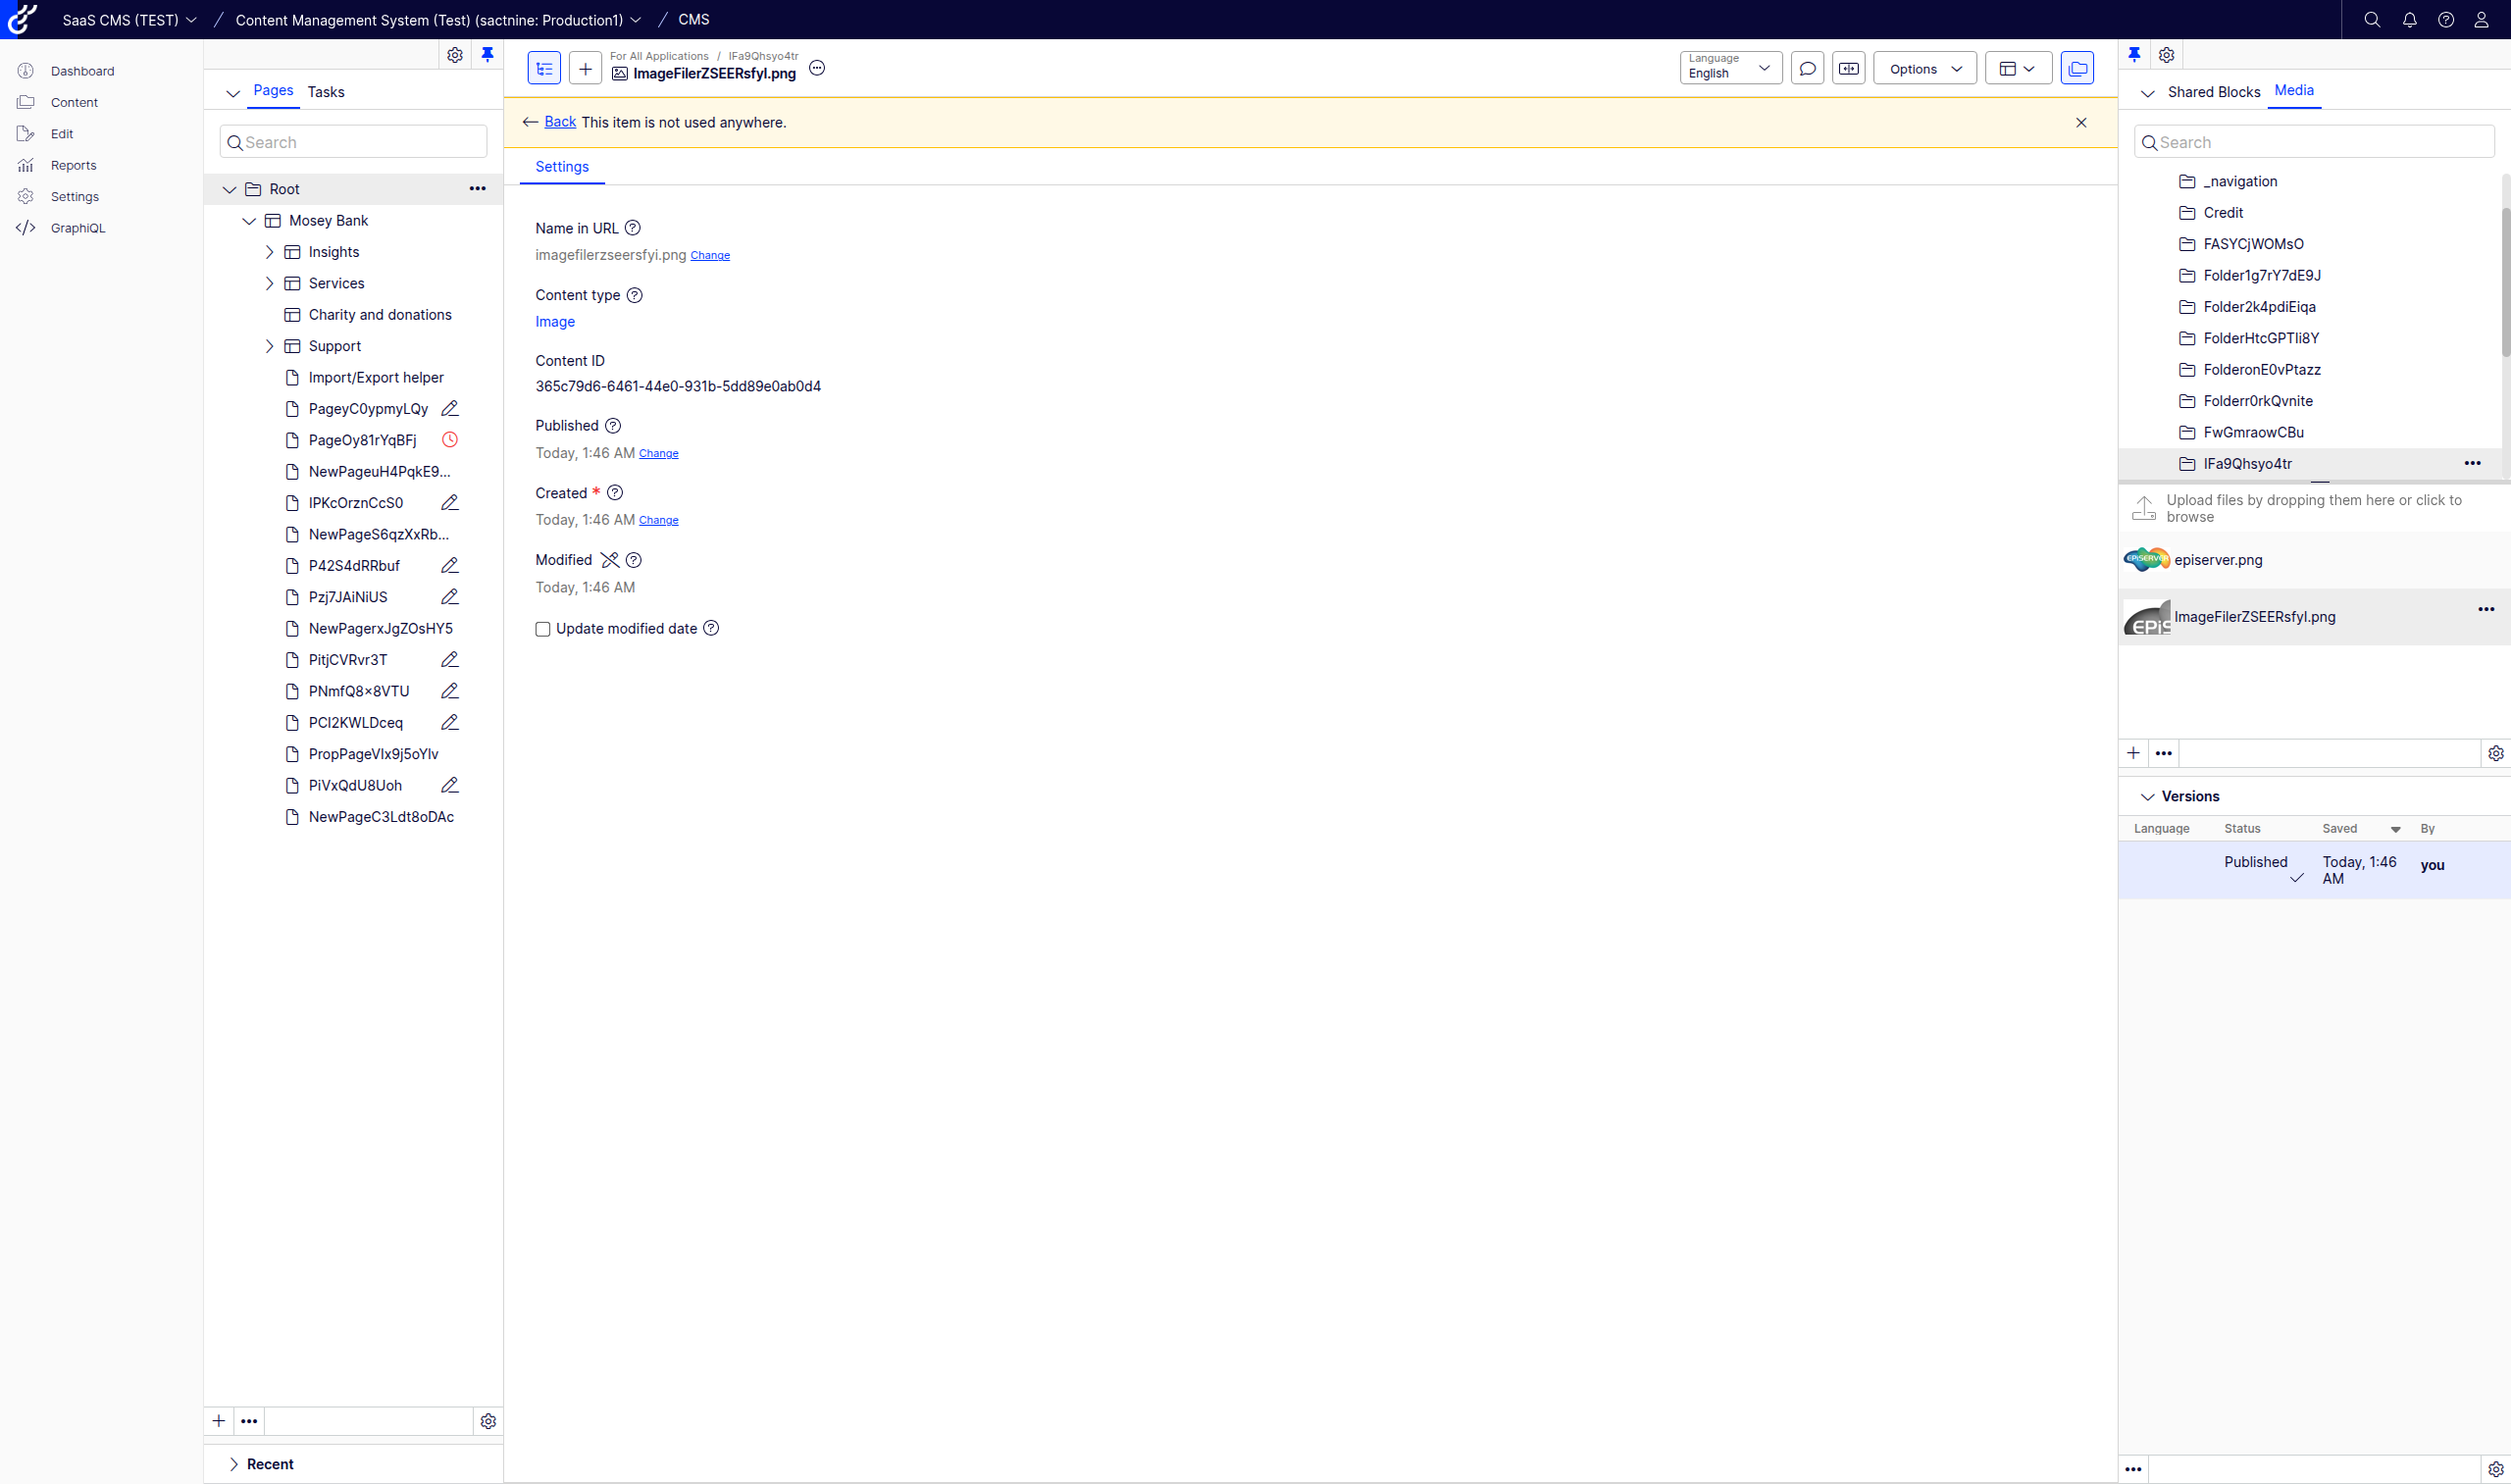 SaaS CMS (TEST) / Content Management System (Test) (sactnine: Production1) / CMS
Dashboard
Content
Edit
Reports
Settings
GraphiQL
Pages Tasks
Search
Root
Mosey Bank
Insights
Services
Charity and donations
Support
Import/Export helper
PageyC0ypmyLQy
PageOy81rYqBFj
NewPageuH4PqkE9...
IPKcOrznCcS0
NewPageS6qzXxRb...
P42S4dRRbuf
Pzj7JAiNiUS
NewPagerxJgZOsHY5
PitjCVRvr3T
PNmfQ8×8VTU
PCI2KWLDceq
PropPageVIx9j5oYIv
PiVxQdU8Uoh
NewPageC3Ldt8oDAc
Recent
For All Applications / IFa9Qhsyo4tr
ImageFilerZSEERsfyI.png
Language
English
Options
Back This item is not used anywhere.
Settings
Name in URL
imagefilerzseersfyi.png Change
Content type
Image
Content ID
365c79d6-6461-44e0-931b-5dd89e0ab0d4
Published
Today, 1:46 AM Change
Created *
Today, 1:46 AM Change
Modified
Today, 1:46 AM
Update modified date
Shared Blocks Media
Search
_navigation
Credit
FASYCjWOMsO
Folder1g7rY7dE9J
Folder2k4pdiEiqa
FolderHtcGPTIi8Y
FolderonE0vPtazz
Folderr0rkQvnite
FwGmraowCBu
IFa9Qhsyo4tr
Upload files by dropping them here or click to
browse
EPISERVER
episerver.png
EPiS
ImageFilerZSEERsfyI.png
Versions
Language Status Saved By
Published Today, 1:46 you
AM